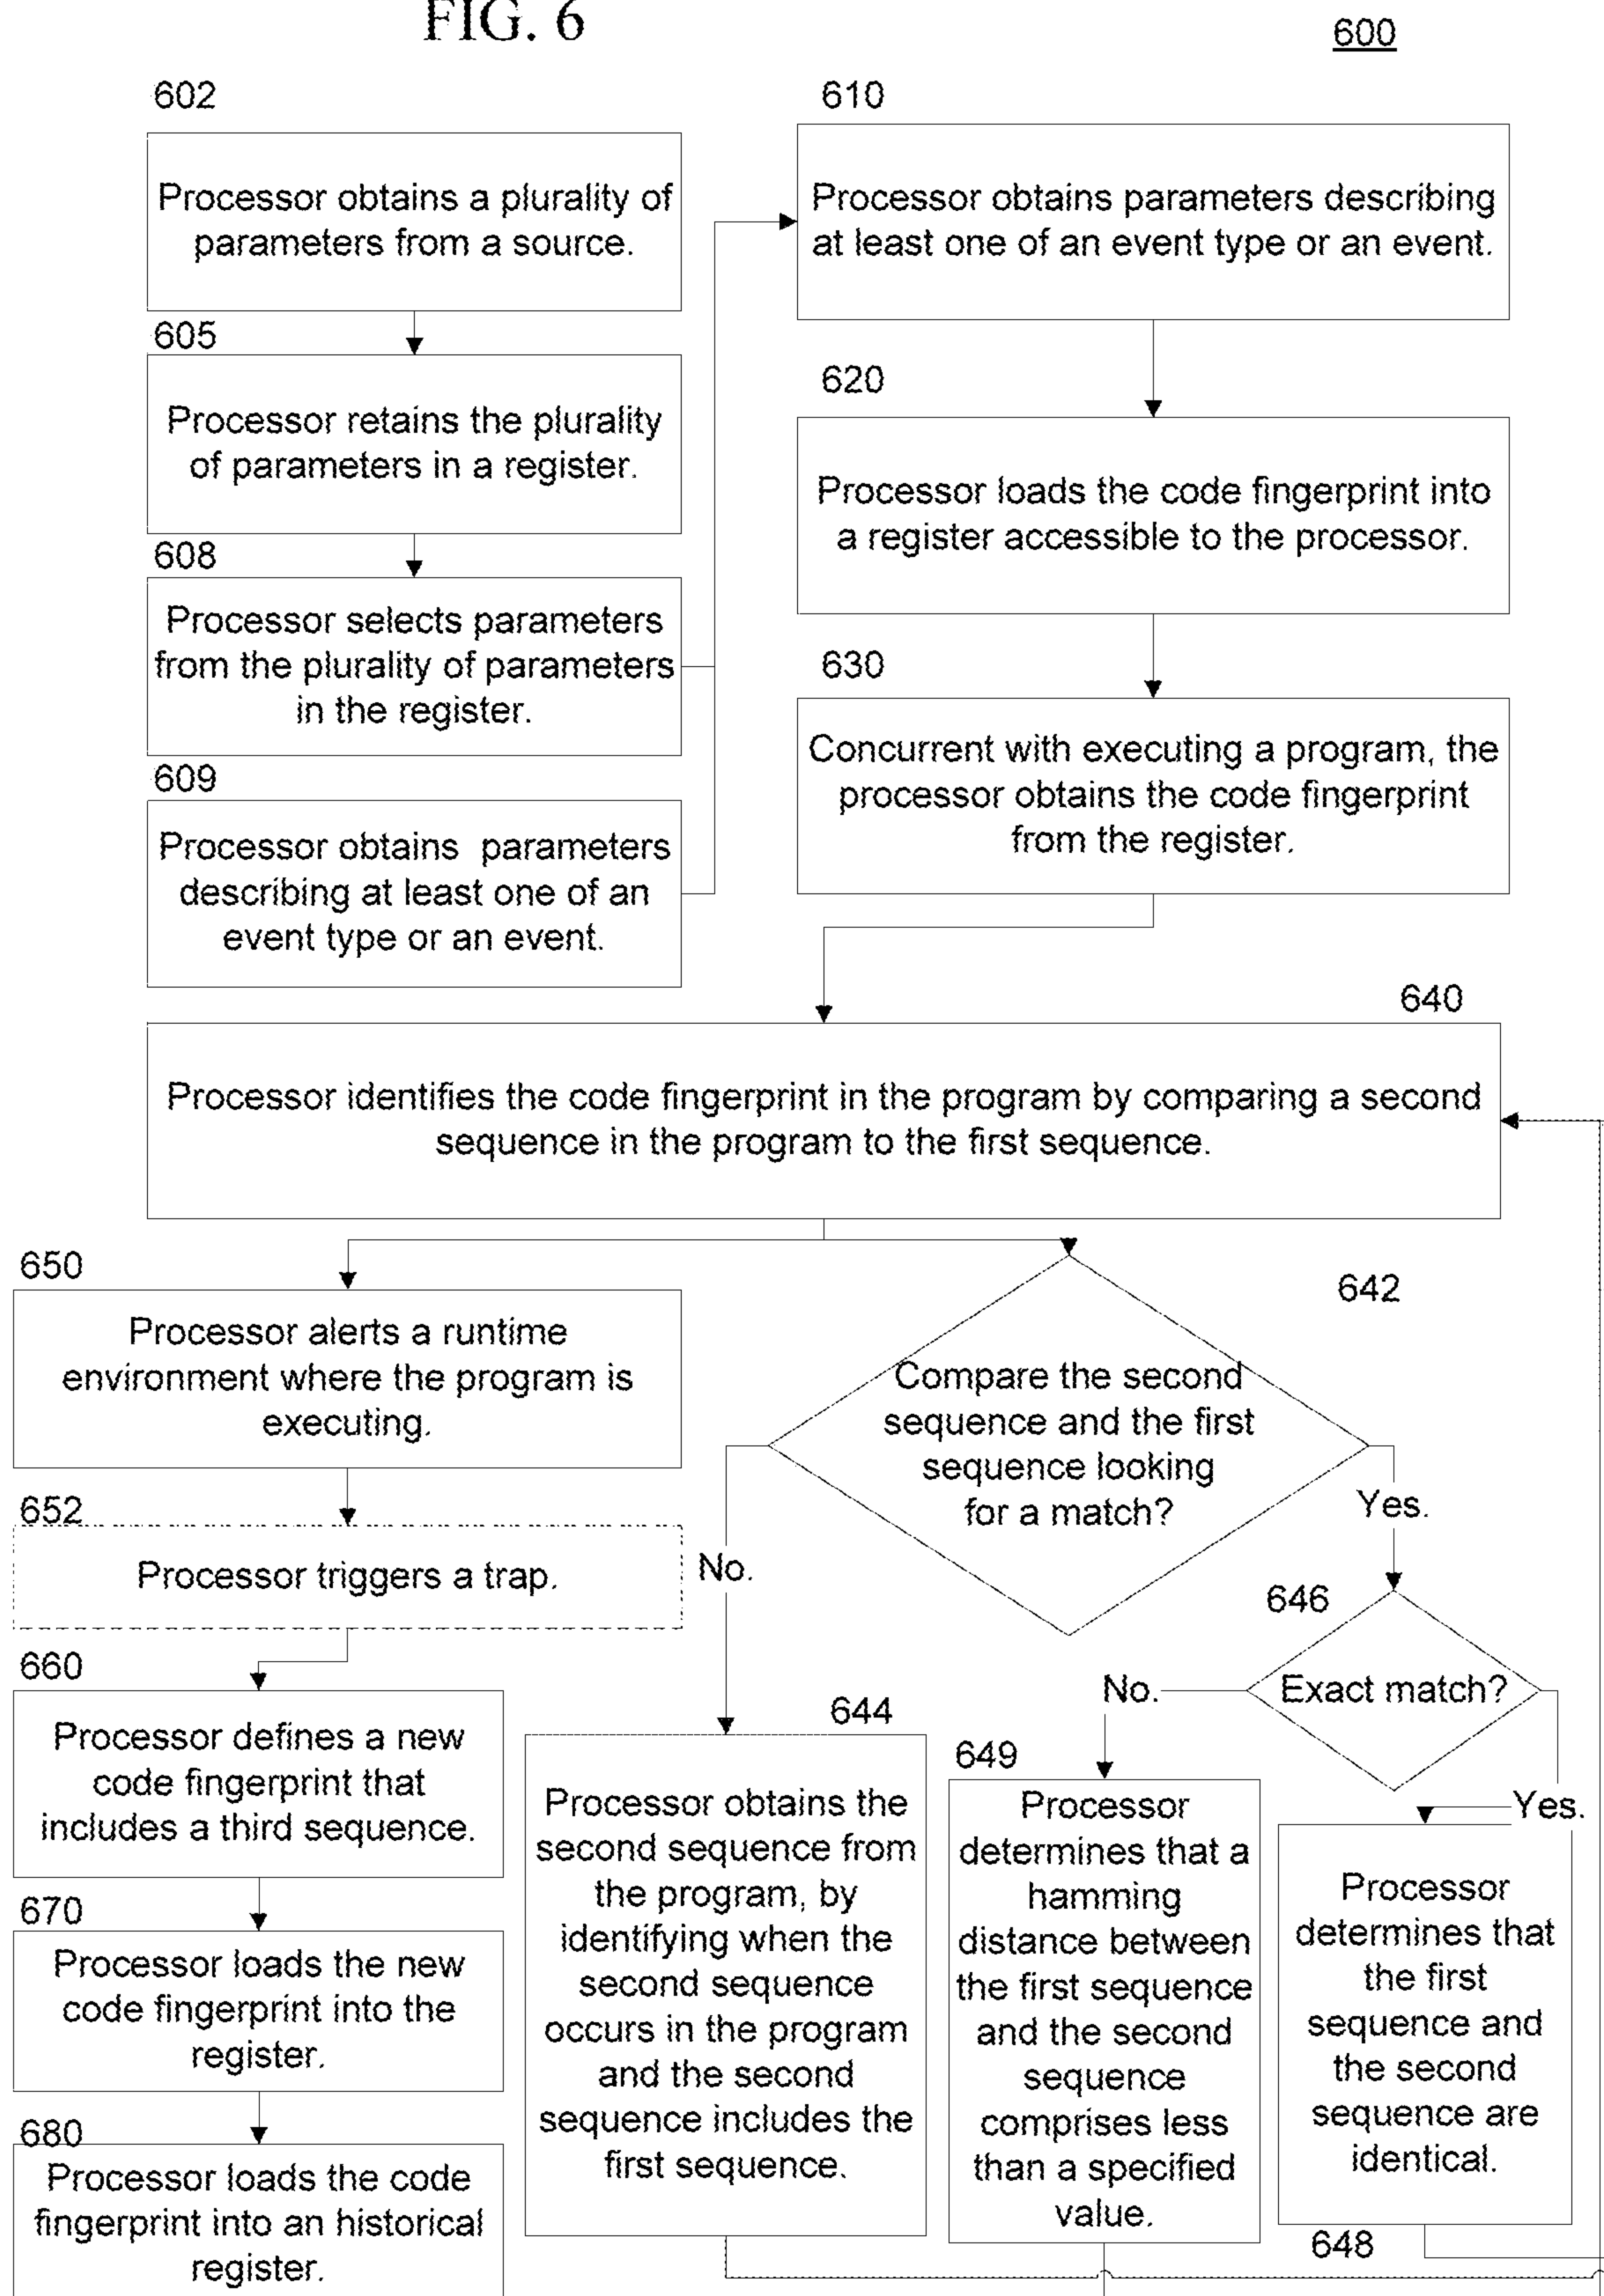 FIG. 6
600
602
Processor obtains a plurality of
parameters from a source.
605
Processor retains the plurality
of parameters in a register.
608
Processor selects parameters
from the plurality of parameters
in the register.
609
Processor obtains parameters
describing at least one of an
event type or an event.
610
Processor obtains parameters describing
at least one of an event type or an event.
620
Processor loads the code fingerprint into
a register accessible to the processor.
630
Concurrent with executing a program, the
processor obtains the code fingerprint
from the register.
640
Processor identifies the code fingerprint in the program by comparing a second
sequence in the program to the first sequence.
650
Processor alerts a runtime
environment where the program is
executing.
652
Processor triggers a trap.
660
Processor defines a new
code fingerprint that
includes a third sequence.
670
Processor loads the new
code fingerprint into the
register.
680
Processor loads the code
fingerprint into an historical
register.
642
Compare the second
sequence and the first
sequence looking
for a match?
No.
Yes.
644
Processor obtains the
second sequence from
the program, by
identifying when the
second sequence
occurs in the program
and the second
sequence includes the
first sequence.
646
Exact match?
No.
Yes.
649
Processor
determines that a
hamming
distance between
the first sequence
and the second
sequence
comprises less
than a specified
value.
Processor
determines that
the first
sequence and
the second
sequence are
identical.
648